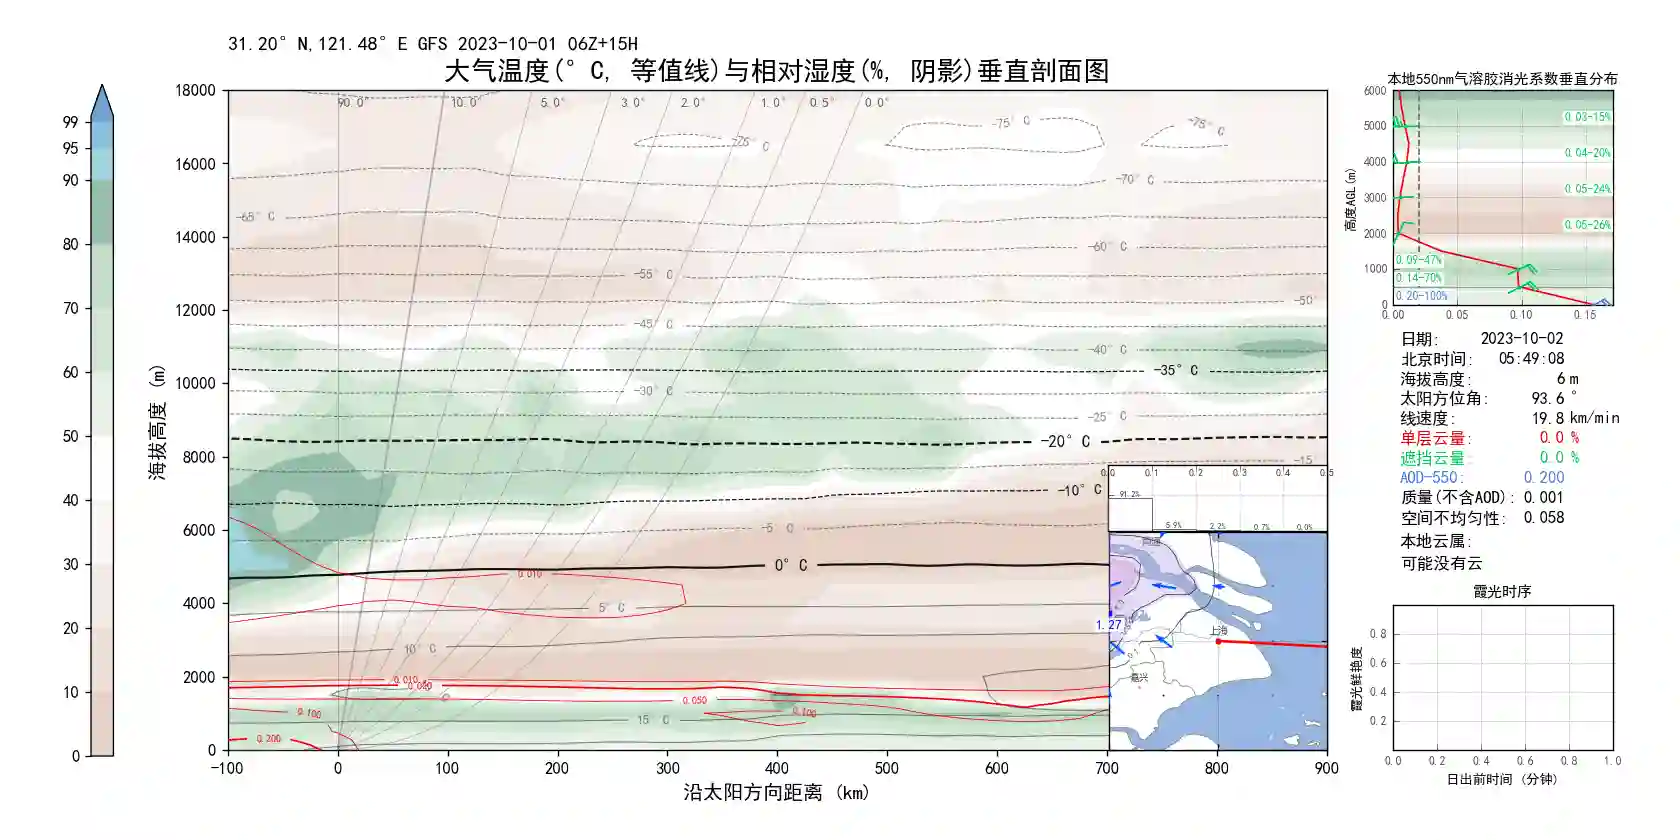 31.20° N,121.48° E GFS 2023-10-01 06Z+15H
大气温度(° C, 等值线)与相对湿度(%, 阴影)垂直剖面图
99
95
90
80
70
60
50
40
30
20
10
0
海拔高度 (m)
18000
16000
14000
12000
10000
8000
6000
4000
2000
0
90.0°
10.0°
5.0°
3.0°
2.0°
1.0°
0.5°
0.0°
-75° C
-75° C
-75° C
-70° C
-65° C
-60° C
-55° C
-50°
-45° C
-40° C
-35° C
-30° C
-25° C
-20° C
-15°
-10° C
-5° C
0° C
0.010
5° C
10° C
0.010
0.020
0.050
0.100
0.100
15° C
0.200
-100
0
100
200
300
400
500
600
700
800
900
沿太阳方向距离 (km)
0.0
0.1
0.2
0.3
0.4
0.5
91.2%
5.9%
2.2%
0.7%
0.0%
南通
1.27
上海
嘉兴
本地550nm气溶胶消光系数垂直分布
高度AGL(m)
6000
5000
4000
3000
2000
1000
0
0.03-15%
0.04-20%
0.05-24%
0.05-26%
0.09-47%
0.14-70%
0.20-100%
0.00
0.05
0.10
0.15
日期: 2023-10-02
北京时间: 05:49:08
海拔高度: 6 m
太阳方位角: 93.6 °
线速度: 19.8 km/min
单层云量: 0.0 %
遮挡云量: 0.0 %
AOD-550: 0.200
质量(不含AOD): 0.001
空间不均匀性: 0.058
本地云属:
可能没有云
霞光时序
霞光鲜艳度
0.8
0.6
0.4
0.2
0.0
0.2
0.4
0.6
0.8
1.0
日出前时间 (分钟)